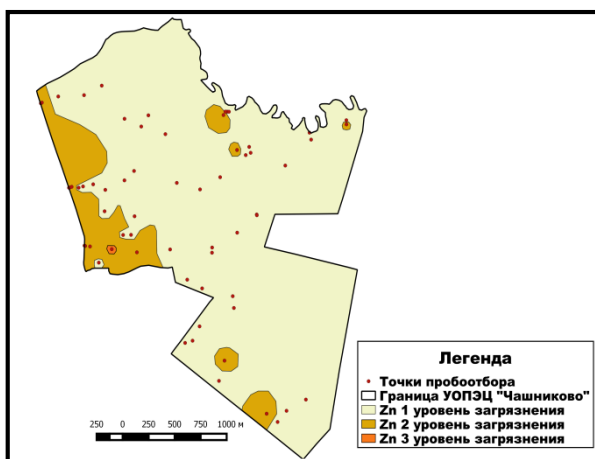 Легенда
Точки пробоотбора
Граница УОПЭЦ "Чашниково"
Zn 1 уровень загрязнения
Zn 2 уровень загрязнения
Zn 3 уровень загрязнения
250 0 250 500 750 1000 м